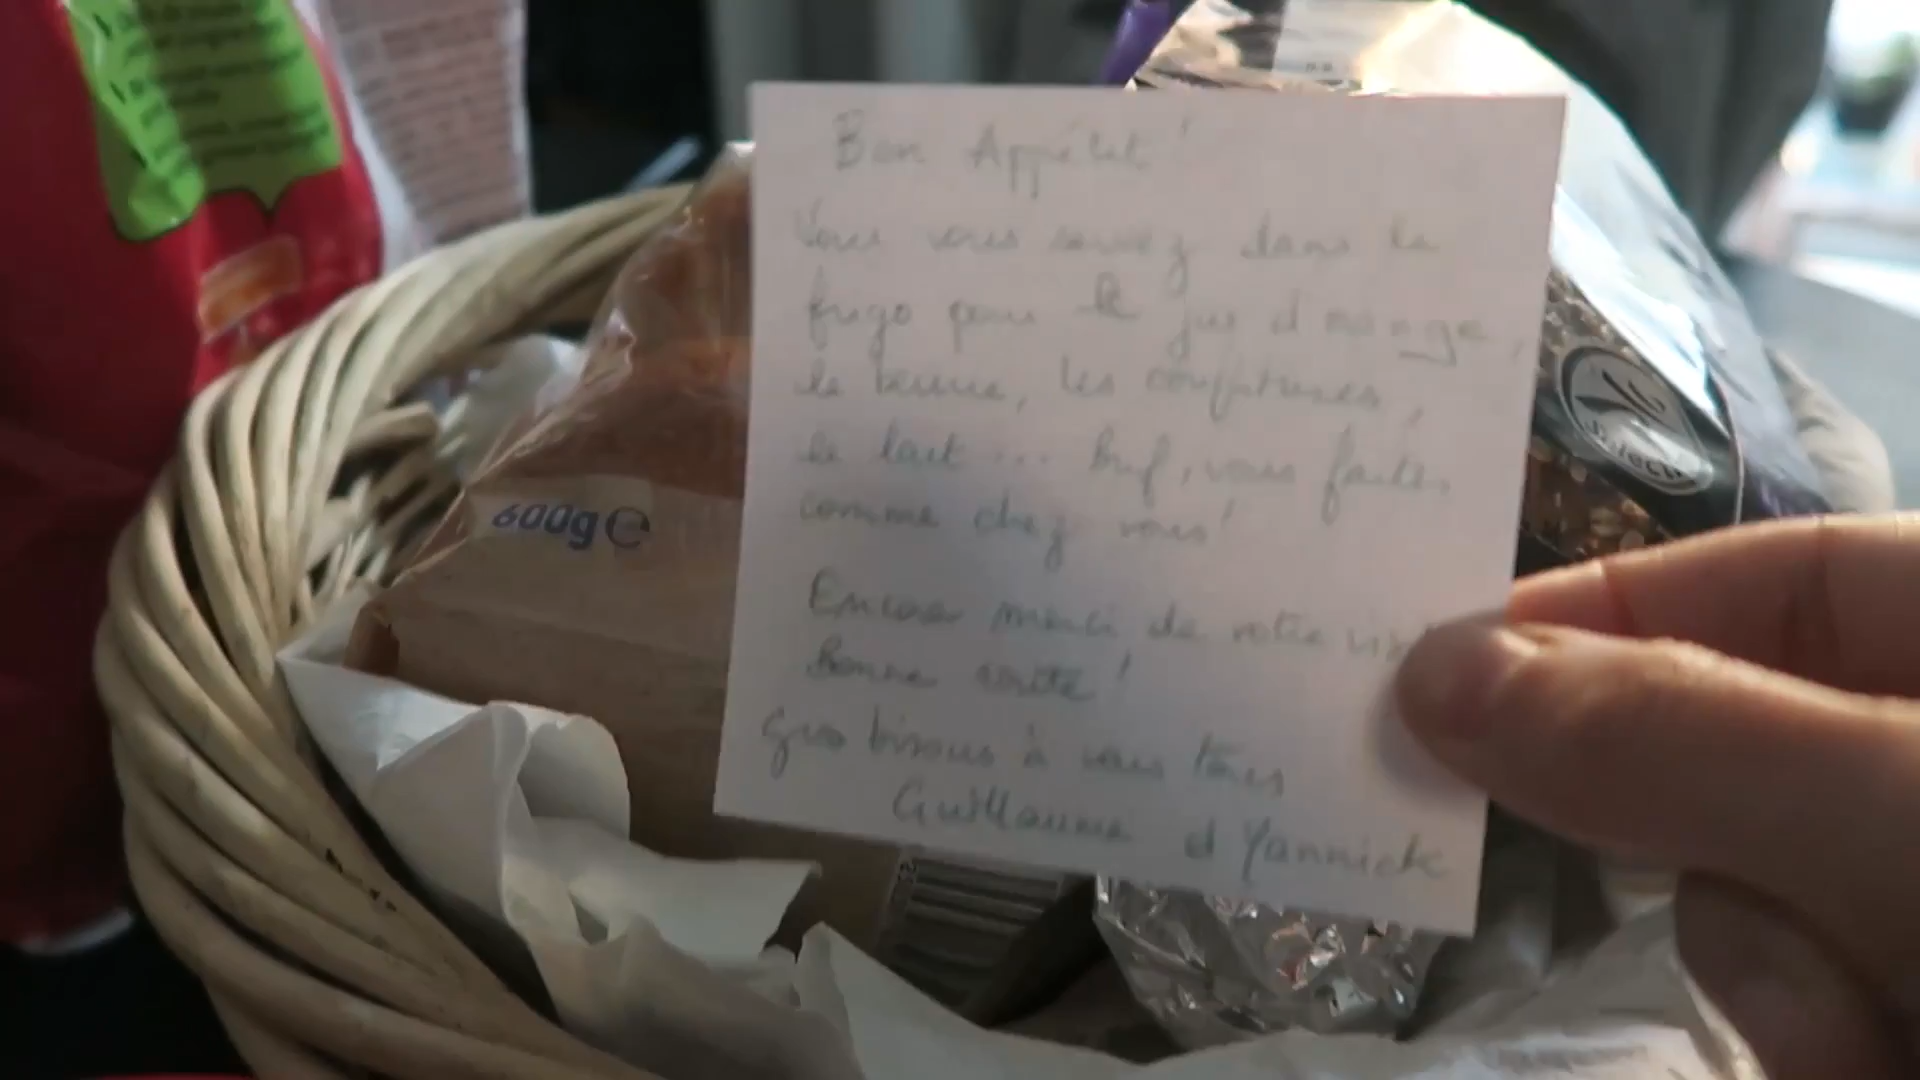 Bon Appétit !
Vous vous servez dans le
frigo pour le jus d'orange,
le beurre, les confitures,
le lait ... Bref, vous faites
comme chez vous !
Encore merci de votre
Bonne route !
Gros bisous à vous tous
Guillaume et Yannick
600g e